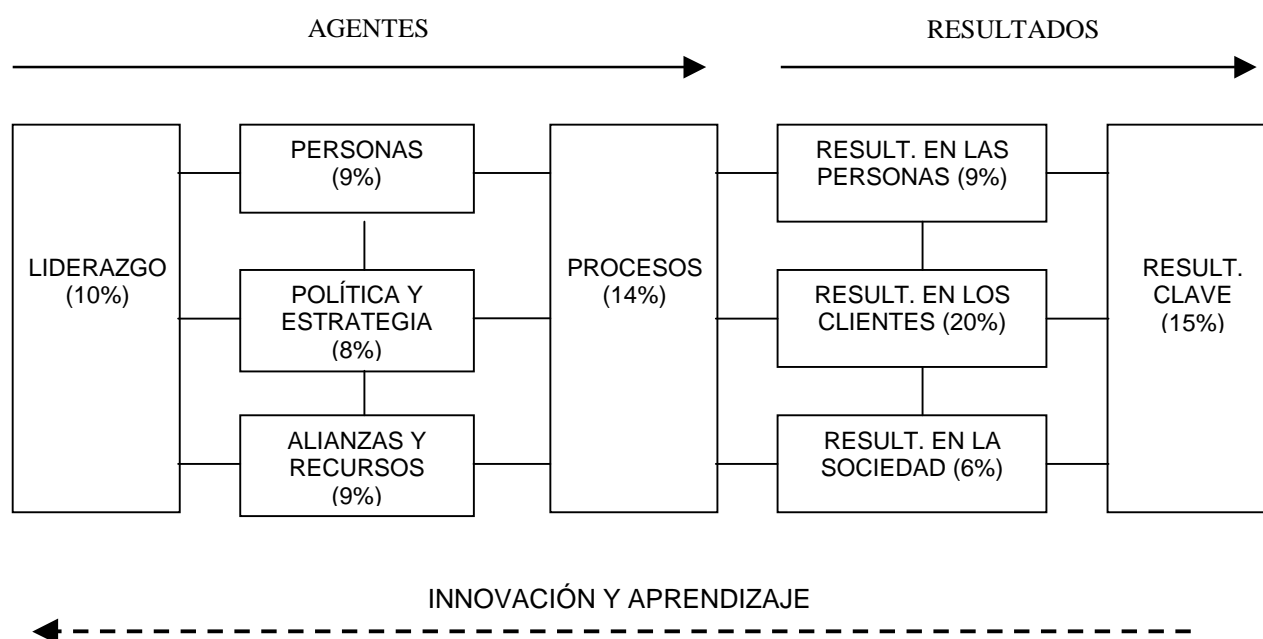 AGENTES
RESULTADOS
LIDERAZGO
(10%)
PERSONAS
(9%)
POLÍTICA Y
ESTRATEGIA
(8%)
ALIANZAS Y
RECURSOS
(9%)
PROCESOS
(14%)
RESULT. EN LAS
PERSONAS (9%)
RESULT. EN LOS
CLIENTES (20%)
RESULT. EN LA
SOCIEDAD (6%)
RESULT.
CLAVE
(15%)
INNOVACIÓN Y APRENDIZAJE